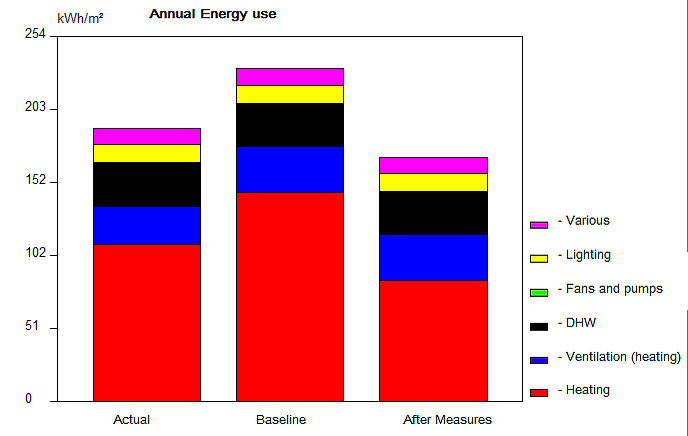 Annual Energy use
kWh/m²
254
203
152
102
51
0
Actual
Baseline
After Measures
- Various
- Lighting
- Fans and pumps
- DHW
- Ventilation (heating)
- Heating